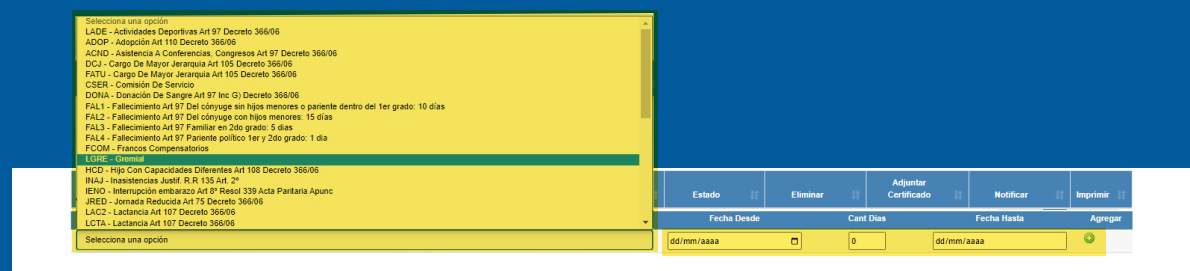 Selecciona una opción
LADE - Actividades Deportivas Art 97 Decreto 366/06
ADOP - Adopción Art 110 Decreto 366/06
ACND - Asistencia A Conferencias, Congresos Art 97 Decreto 366/06
DCJ - Cargo De Mayor Jerarquia Art 105 Decreto 366/06
FATU - Cargo De Mayor Jerarquia Art 105 Decreto 366/06
CSER - Comisión De Servicio
DONA - Donación De Sangre Art 97 Inc G) Decreto 366/06
FAL1 - Fallecimiento Art 97 Del cónyuge sin hijos menores o pariente dentro del 1er grado: 10 días
FAL2 - Fallecimiento Art 97 Del cónyuge con hijos menores: 15 días
FAL3 - Fallecimiento Art 97 Familiar en 2do grado: 5 dias
FAL4 - Fallecimiento Art 97 Pariente político 1er y 2do grado: 1 dia
FCOM - Francos Compensatorios
LGRE - Gremial
HCD - Hijo Con Capacidades Diferentes Art 108 Decreto 366/06
INAJ - Inasistencias Justif. R.R 135 Art. 2º
IENO - Interrupción embarazo Art 8º Resol 339 Acta Paritaria Apunc
JRED - Jornada Reducida Art 75 Decreto 366/06
LAC2 - Lactancia Art 107 Decreto 366/06
LCTA - Lactancia Art 107 Decreto 366/06
Estado Eliminar Adjuntar Certificado Notificar Imprimir
Fecha Desde Cant Dias Fecha Hasta Agregar
Selecciona una opción dd/mm/aaaa 0 dd/mm/aaaa